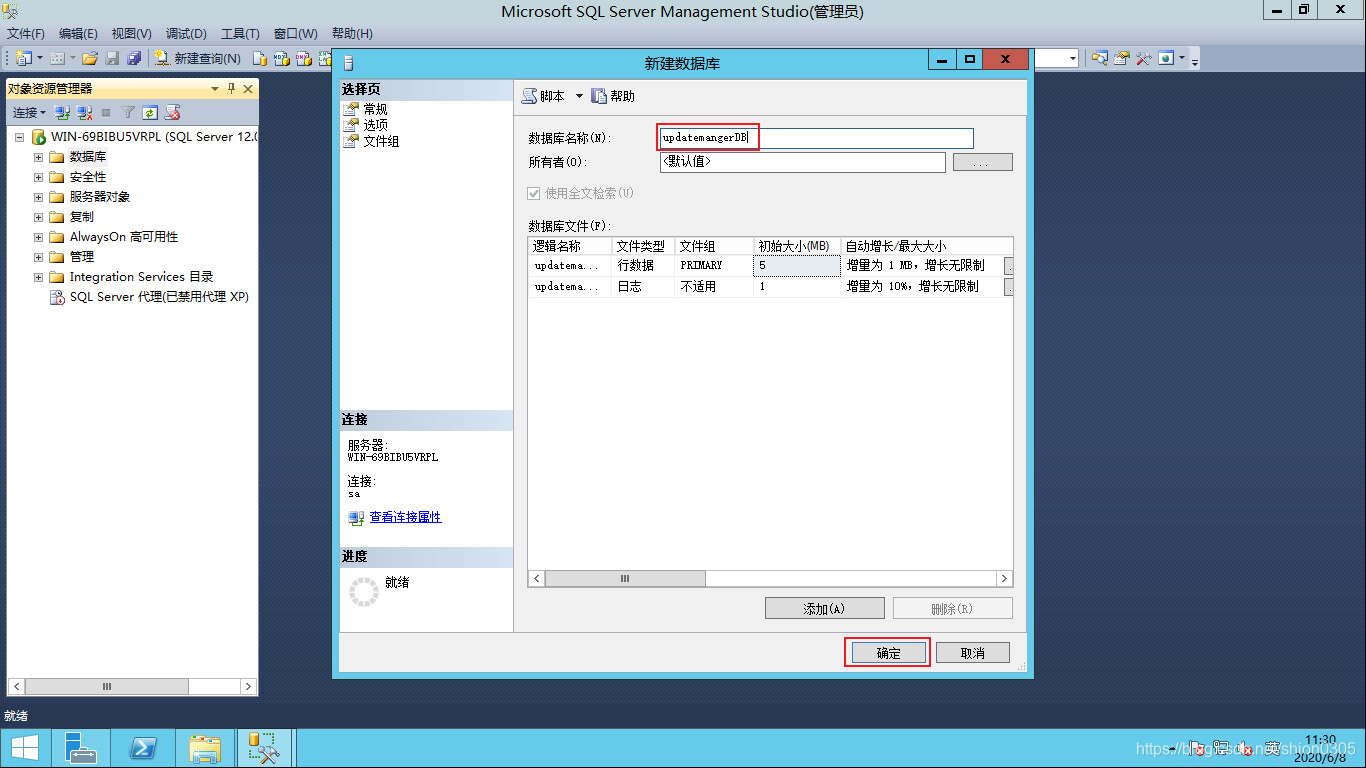 Microsoft SQL Server Management Studio(管理员)
文件(F) 编辑(E) 视图(V) 调试(D) 工具(T) 窗口(W) 帮助(H)
新建查询(N)
对象资源管理器
连接
WIN-69BIBU5VRPL (SQL Server 12.0
数据库
安全性
服务器对象
复制
AlwaysOn 高可用性
管理
Integration Services 目录
SQL Server 代理(已禁用代理 XP)
新建数据库
选择页
常规
选项
文件组
脚本 帮助
数据库名称(N): updatemangerDB
所有者(O): <默认值> ...
使用全文检索(U)
数据库文件(F):
逻辑名称 文件类型 文件组 初始大小(MB) 自动增长/最大大小
updatema... 行数据 PRIMARY 5 增量为 1 MB，增长无限制
updatema... 日志 不适用 1 增量为 10%，增长无限制
连接
服务器:
WIN-69BIBU5VRPL
连接:
sa
查看连接属性
进度
就绪
添加(A) 删除(R)
确定 取消
就绪
英 11:30
2020/6/8
https://blog.csdn.net/shion0305